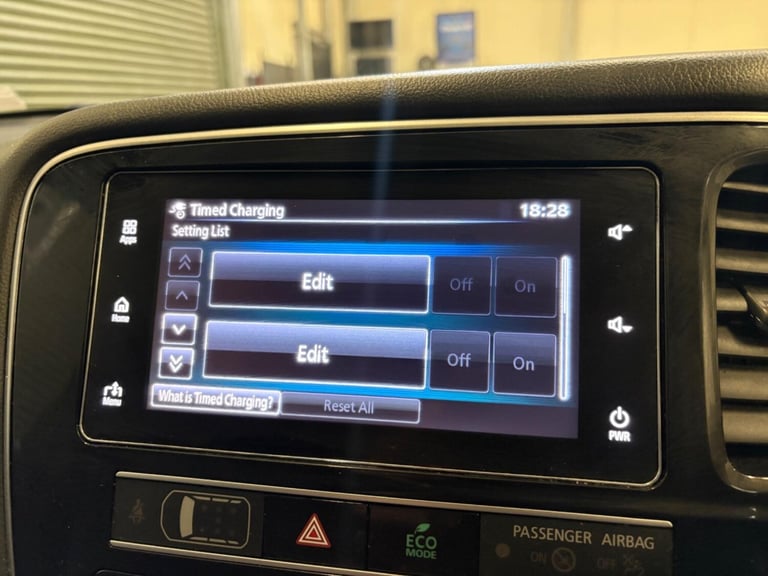 Timed Charging 18:28
Setting List
Apps
Edit Off On
Home
Edit Off On
What is Timed Charging? Reset All
Menu
PWR
ECO
MODE
PASSENGER AIRBAG
ON OFF